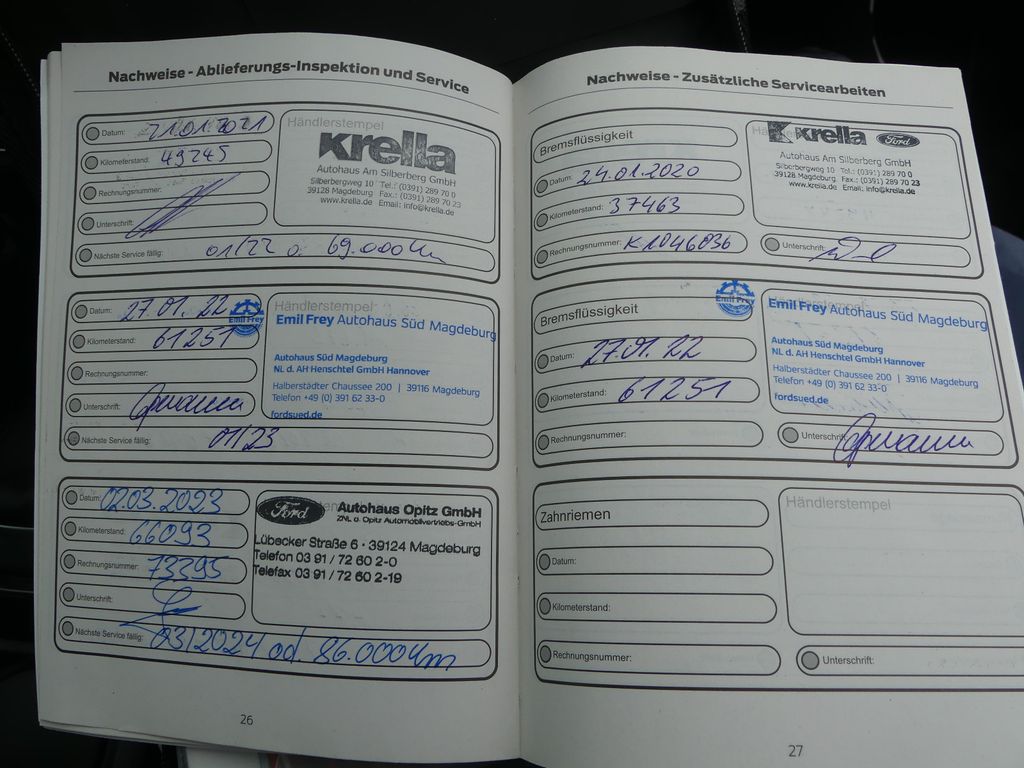 Nachweise - Ablieferungs-Inspektion und Service
Datum: 21.01.2021
Kilometerstand: 49245
Rechnungsnummer:
Unterschrift:
Nächste Service fällig: 01/22 o. 69.000km
Händlerstempel
krella
Autohaus Am Silberberg GmbH
Silberbergweg 10 Tel.: (0391) 289 70 0
39128 Magdeburg Fax.: (0391) 289 70 23
www.krella.de Email: info@krella.de
Datum: 27.01.22
Kilometerstand: 61251
Rechnungsnummer:
Unterschrift:
Nächste Service fällig: 01/23
Emil Frey
Händlerstempel
Emil Frey Autohaus Süd Magdeburg
Autohaus Süd Magdeburg
NL d. AH Henschtel GmbH Hannover
Halberstädter Chaussee 200 | 39116 Magdeburg
Telefon +49 (0) 391 62 33-0
fordsued.de
Datum: 02.03.2023
Kilometerstand: 66093
Rechnungsnummer: 73395
Unterschrift:
Nächste Service fällig: 03/2024 od. 86.000km
Ford
Autohaus Opitz GmbH
ZNL d. Opitz Automobilvertriebs-GmbH
Lübecker Straße 6 · 39124 Magdeburg
Telefon 03 91 / 72 60 2-0
Telefax 03 91 / 72 60 2-19
26
Nachweise - Zusätzliche Servicearbeiten
Bremsflüssigkeit
Datum: 24.01.2020
Kilometerstand: 37463
Rechnungsnummer: K1046036
Unterschrift:
krella Ford
Autohaus Am Silberberg GmbH
Silberbergweg 10 Tel.: (0391) 289 70 0
39128 Magdeburg Fax.: (0391) 289 70 23
www.krella.de Email: info@krella.de
Bremsflüssigkeit
Datum: 27.01.22
Kilometerstand: 61251
Rechnungsnummer:
Unterschrift:
Emil Frey
Emil Frey Autohaus Süd Magdeburg
Autohaus Süd Magdeburg
NL d. AH Henschtel GmbH Hannover
Halberstädter Chaussee 200 | 39116 Magdeburg
Telefon +49 (0) 391 62 33-0
fordsued.de
Zahnriemen
Datum:
Kilometerstand:
Rechnungsnummer:
Unterschrift:
Händlerstempel
27